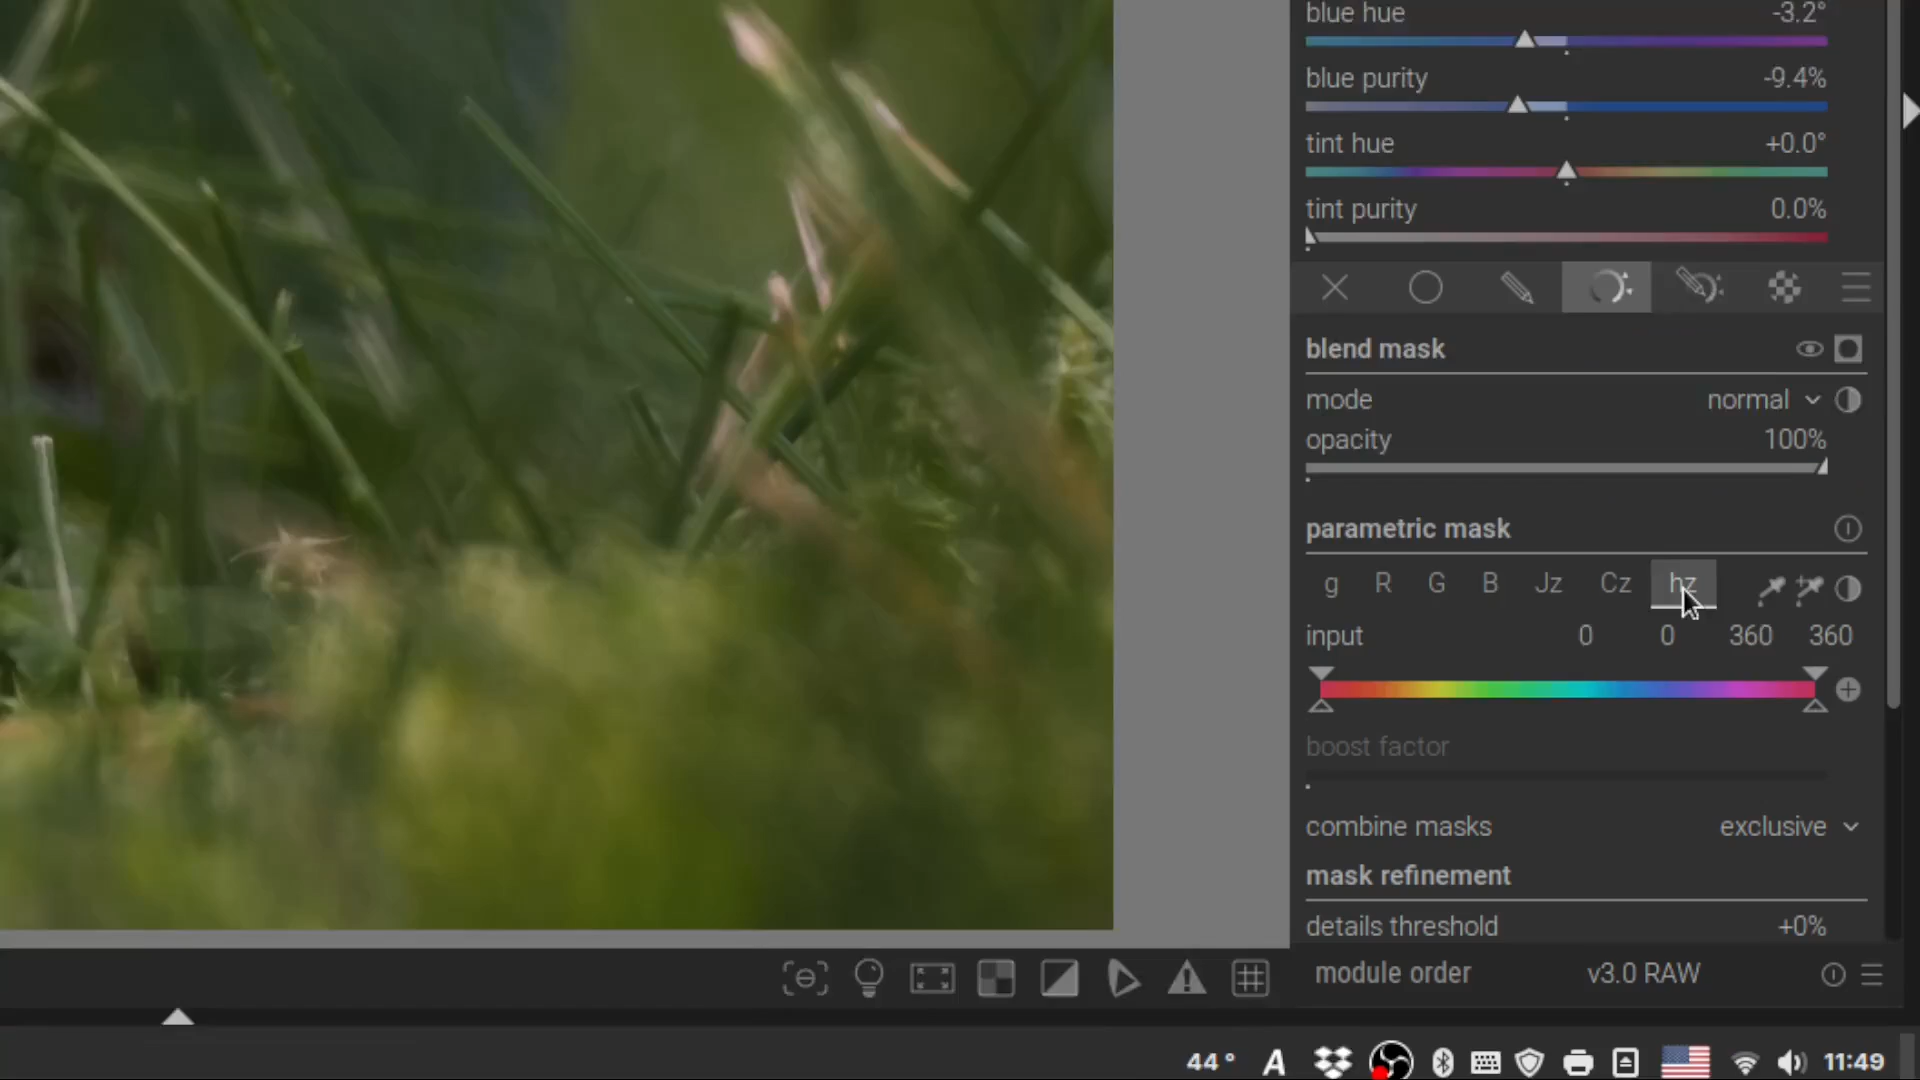 blue hue -3.2°
blue purity -9.4%
tint hue +0.0°
tint purity 0.0%
blend mask
mode normal
opacity 100%
parametric mask
g R G B Jz Cz hz
input 0 0 360 360
boost factor
combine masks exclusive
mask refinement
details threshold +0%
module order v3.0 RAW
44 ° A 11:49